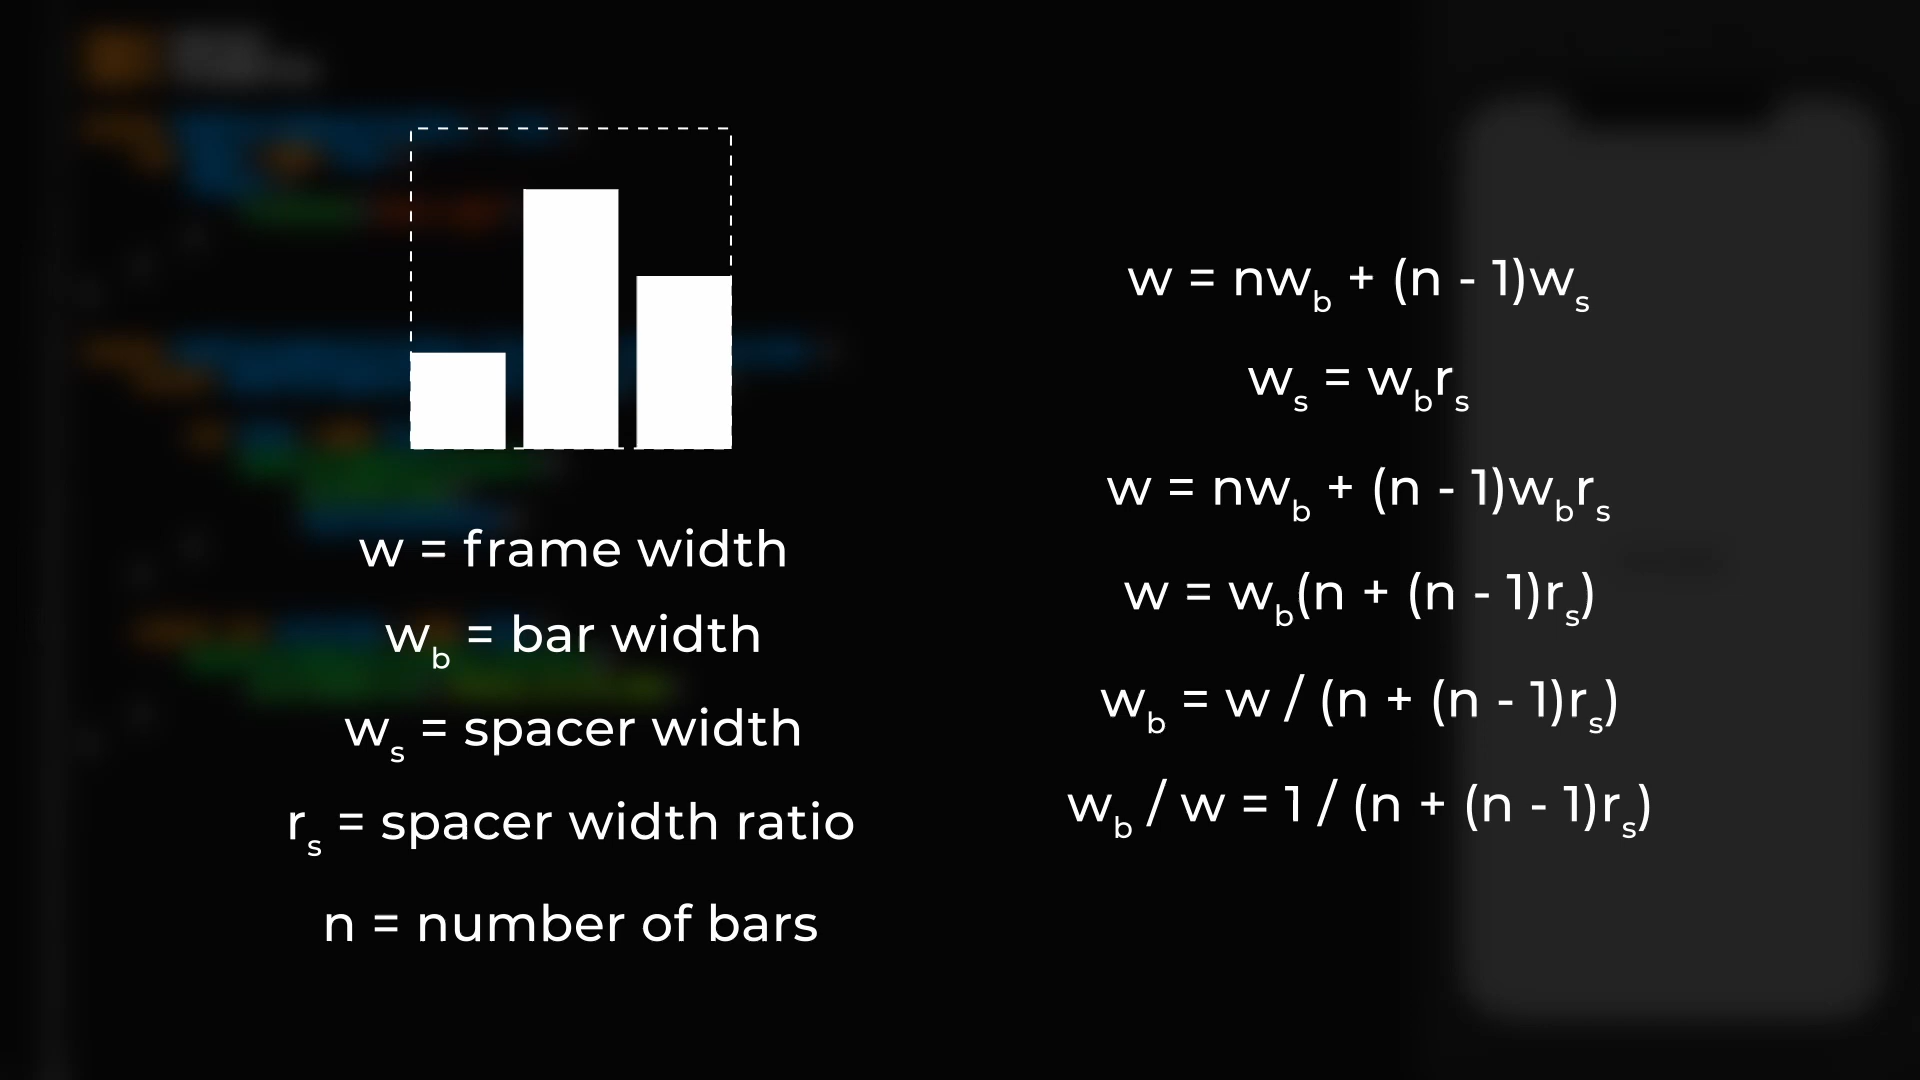 w = frame width
w_b = bar width
w_s = spacer width
r_s = spacer width ratio
n = number of bars
w = nw_b + (n - 1)w_s
w_s = w_br_s
w = nw_b + (n - 1)w_br_s
w = w_b(n + (n - 1)r_s)
w_b = w / (n + (n - 1)r_s)
w_b / w = 1 / (n + (n - 1)r_s)